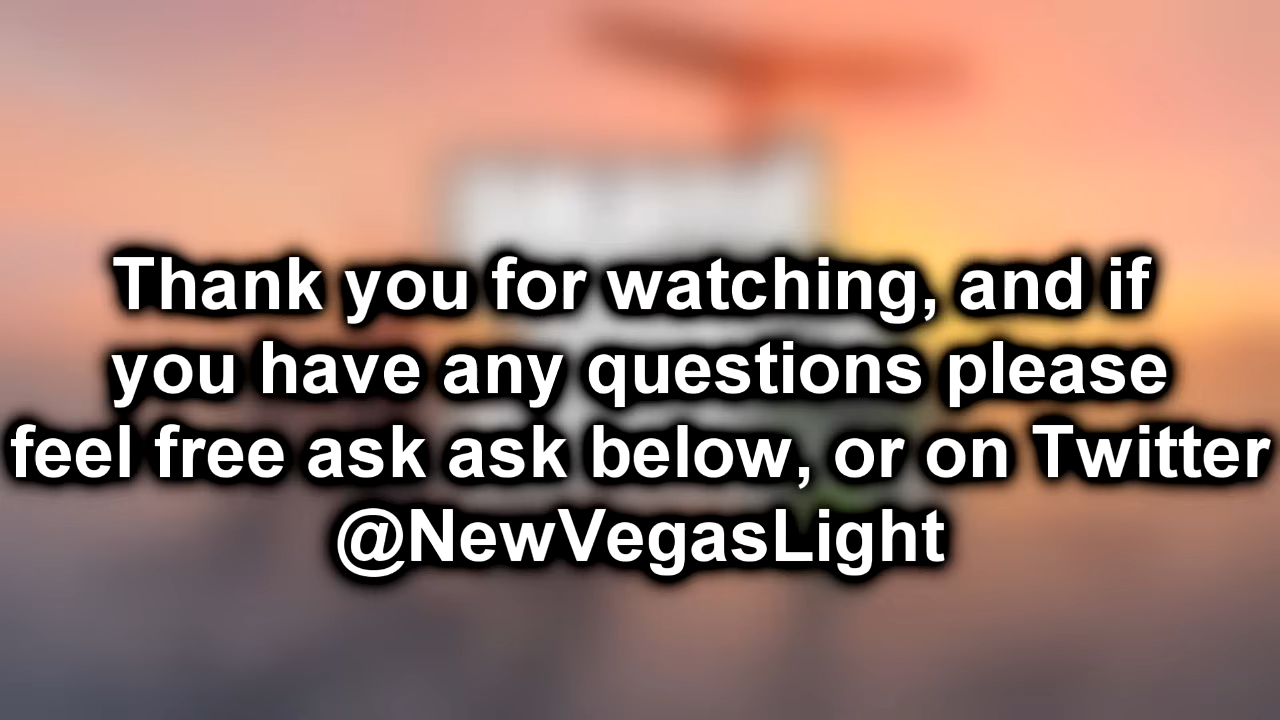 Thank you for watching, and if
you have any questions please
feel free ask ask below, or on Twitter
@NewVegasLight